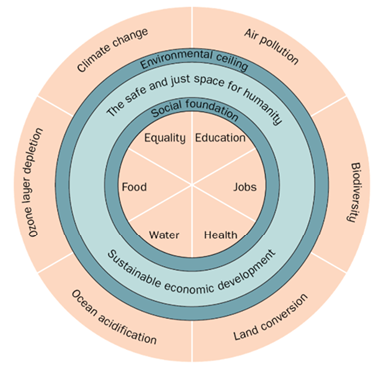 Climate change
Air pollution
Environmental ceiling
The safe and just space for humanity
Social foundation
Equality
Education
Ozone layer depletion
Food
Jobs
Biodiversity
Water
Health
Sustainable economic development
Ocean acidification
Land conversion